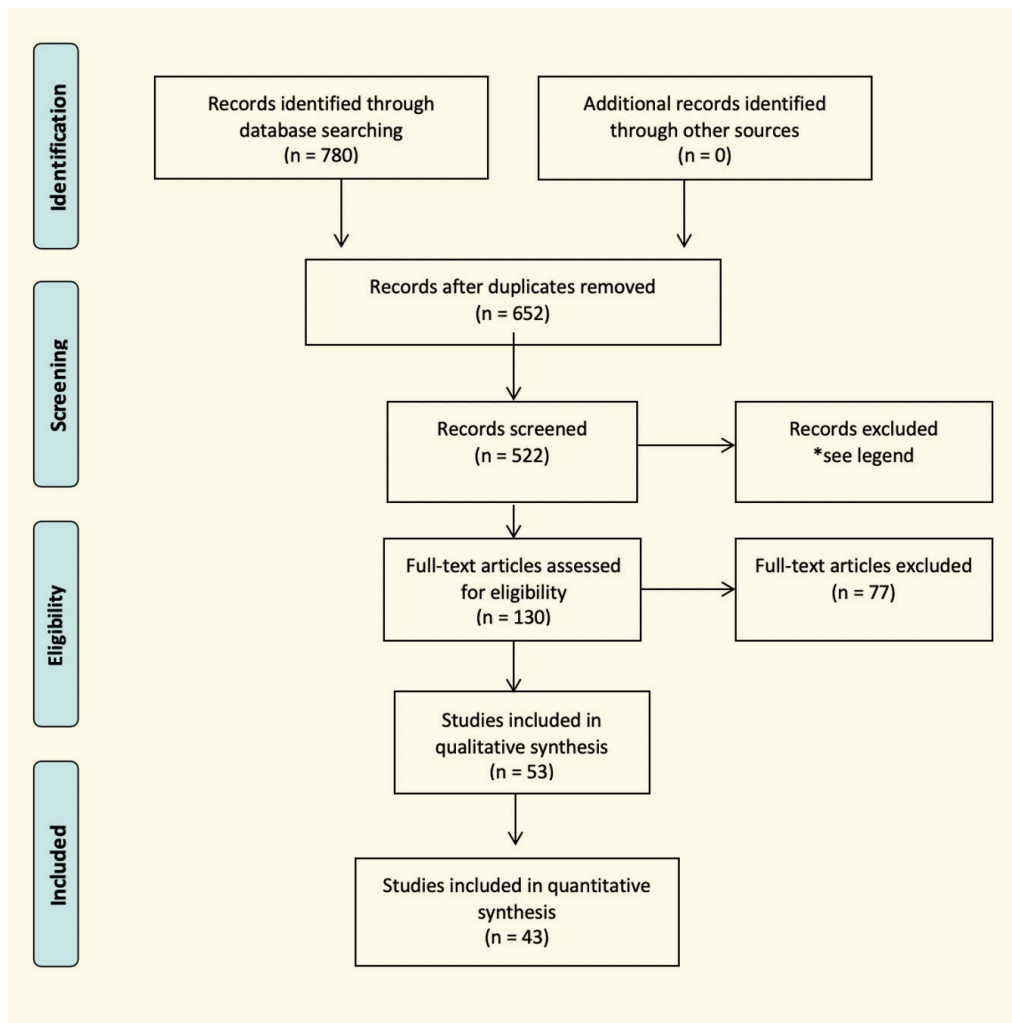 Identification
Records identified through
database searching
(n = 780)
Additional records identified
through other sources
(n = 0)
Screening
Records after duplicates removed
(n = 652)
Records screened
(n = 522)
Records excluded
*see legend
Eligibility
Full-text articles assessed
for eligibility
(n = 130)
Full-text articles excluded
(n = 77)
Studies included in
qualitative synthesis
(n = 53)
Included
Studies included in quantitative
synthesis
(n = 43)